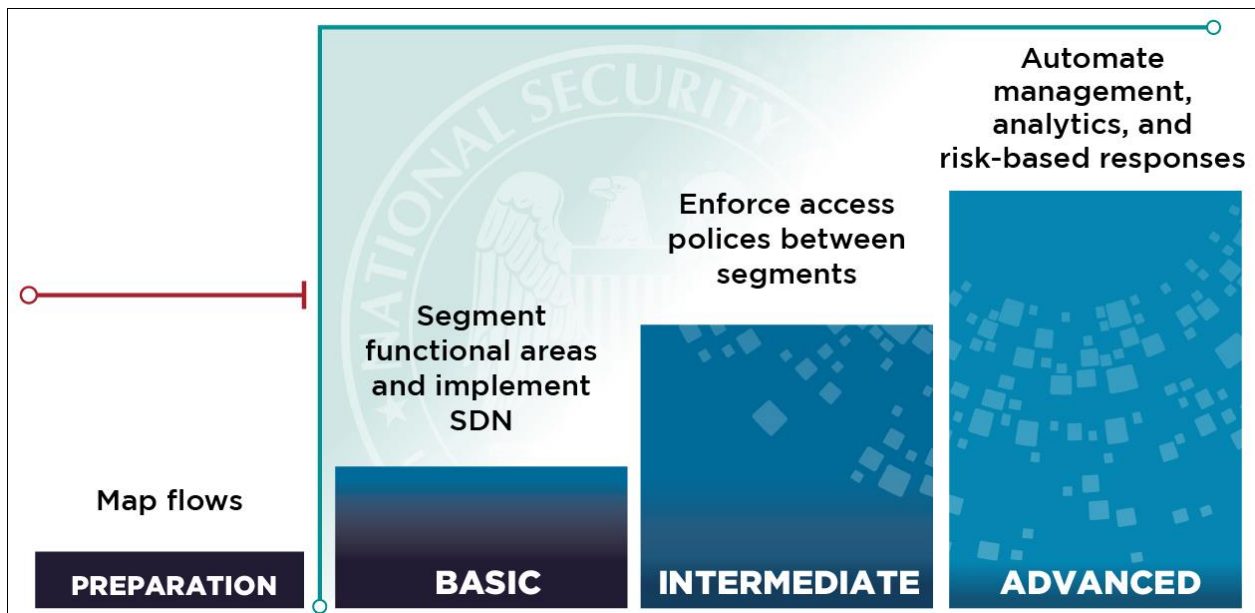 Map flows
PREPARATION
Segment
functional areas
and implement
SDN
BASIC
Enforce access
polices between
segments
INTERMEDIATE
Automate
management,
analytics, and
risk-based responses
ADVANCED
NATIONAL SECURITY